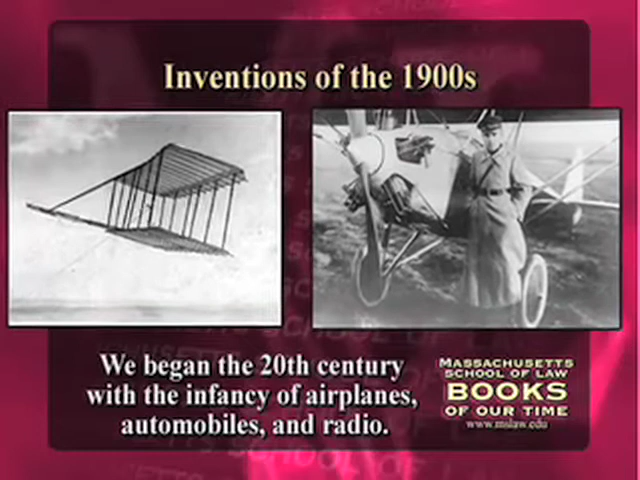 Inventions of the 1900s
We began the 20th century
with the infancy of airplanes,
automobiles, and radio.
MASSACHUSETTS
SCHOOL OF LAW
BOOKS
OF OUR TIME
www.mslaw.edu